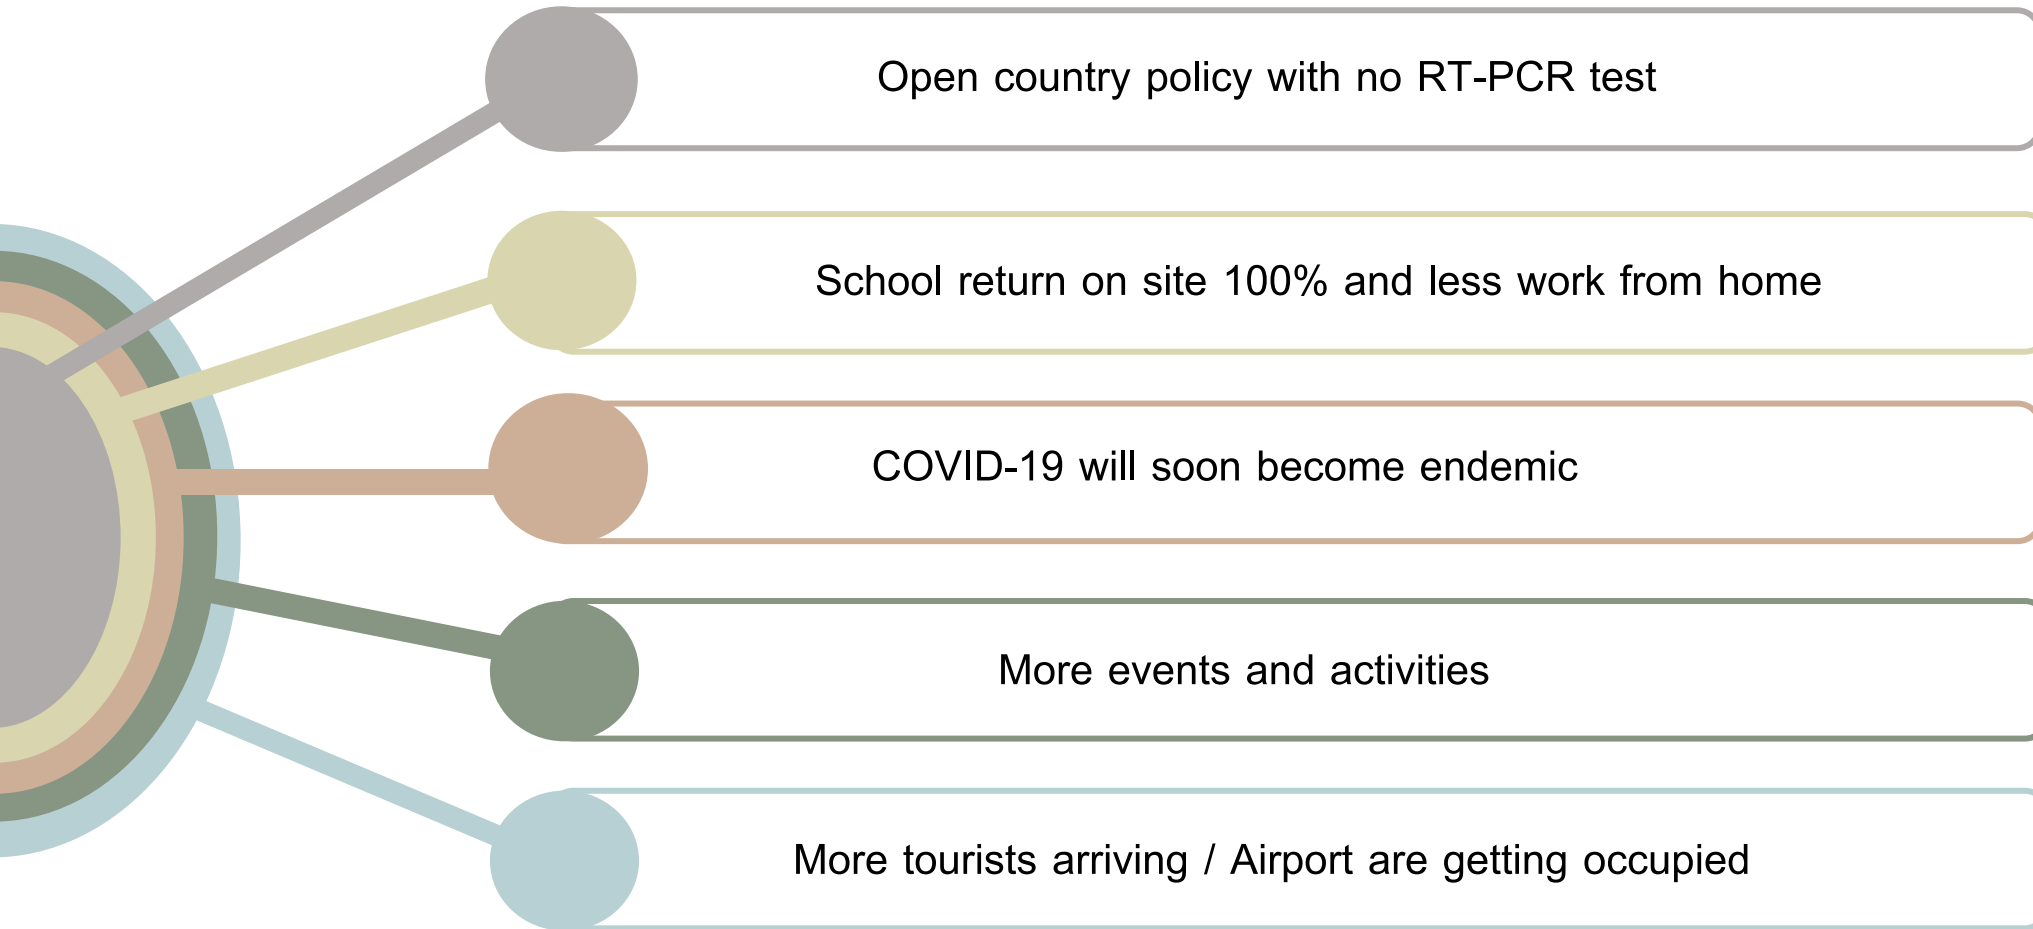 Open country policy with no RT-PCR test
School return on site 100% and less work from home
COVID-19 will soon become endemic
More events and activities
More tourists arriving / Airport are getting occupied